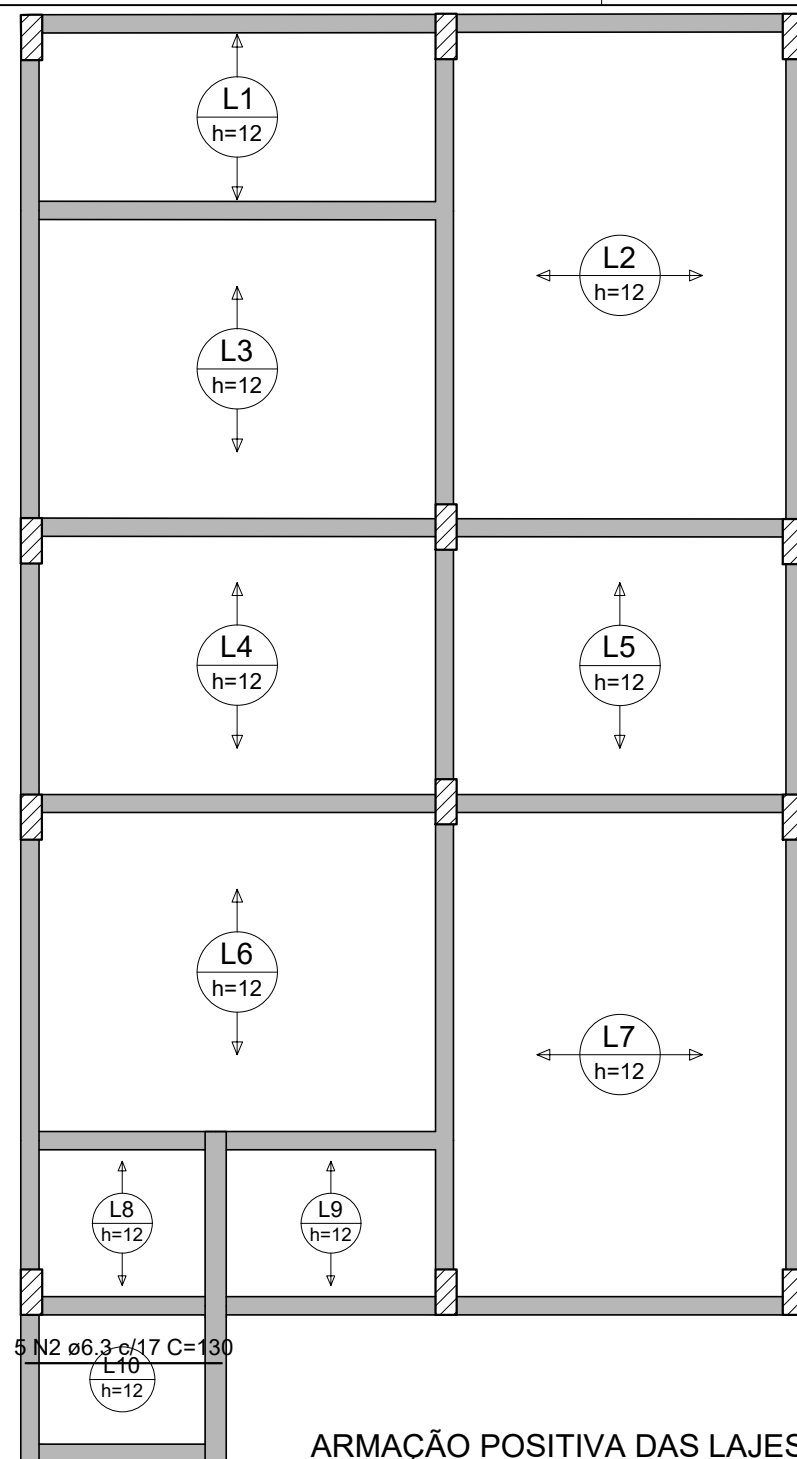 L1
h=12
L2
h=12
L3
h=12
L4
h=12
L5
h=12
L6
h=12
L7
h=12
L8
h=12
L9
h=12
5 N2 ø6.3 c/17 C=130
L10
h=12
ARMAÇÃO POSITIVA DAS LAJES